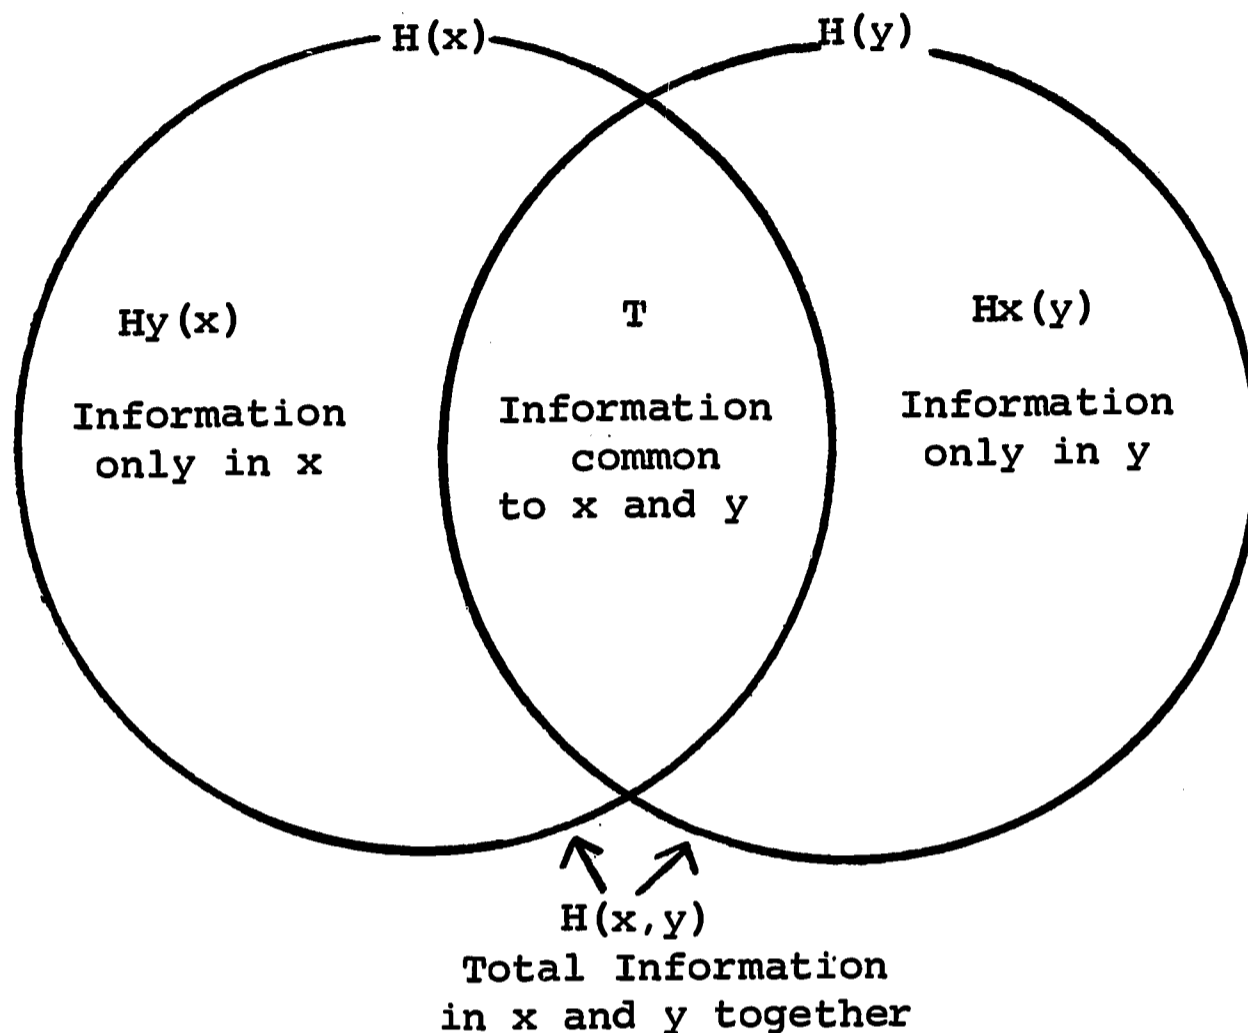 H(x)
H(y)
Hy(x)
Information
only in x
T
Information
common
to x and y
Hx(y)
Information
only in y
H(x,y)
Total Information
in x and y together